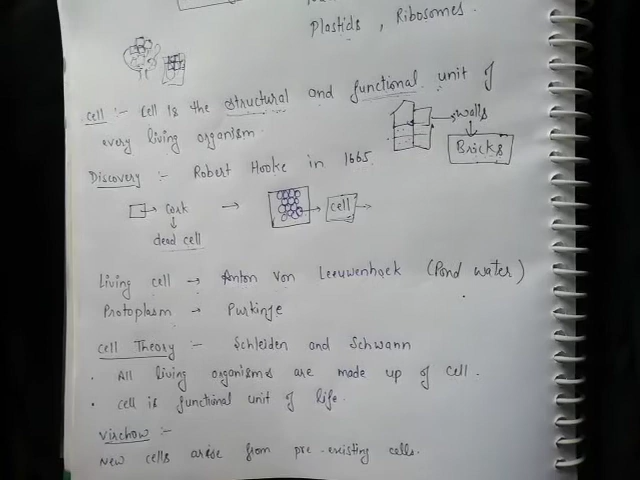 Plastids, Ribosomes.
Cell :- Cell is the structural and functional unit of
every living organism.
walls
Bricks
Discovery :- Robert Hooke in 1665.
Cork
cell
dead cell
Living cell → Anton Von Leeuwenhoek (Pond water)
Protoplasm → Purkinje
Cell Theory :- Schleiden and Schwann
. All living organisms are made up of cell.
. cell is functional unit of life.
Virchow :-
New cells arise from pre-existing cells.